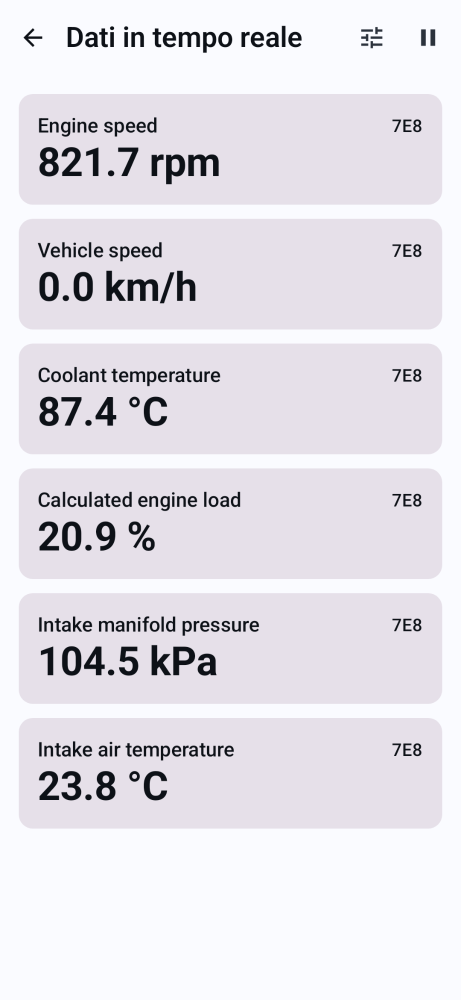 Dati in tempo reale
Engine speed 7E8
821.7 rpm
Vehicle speed 7E8
0.0 km/h
Coolant temperature 7E8
87.4 °C
Calculated engine load 7E8
20.9 %
Intake manifold pressure 7E8
104.5 kPa
Intake air temperature 7E8
23.8 °C